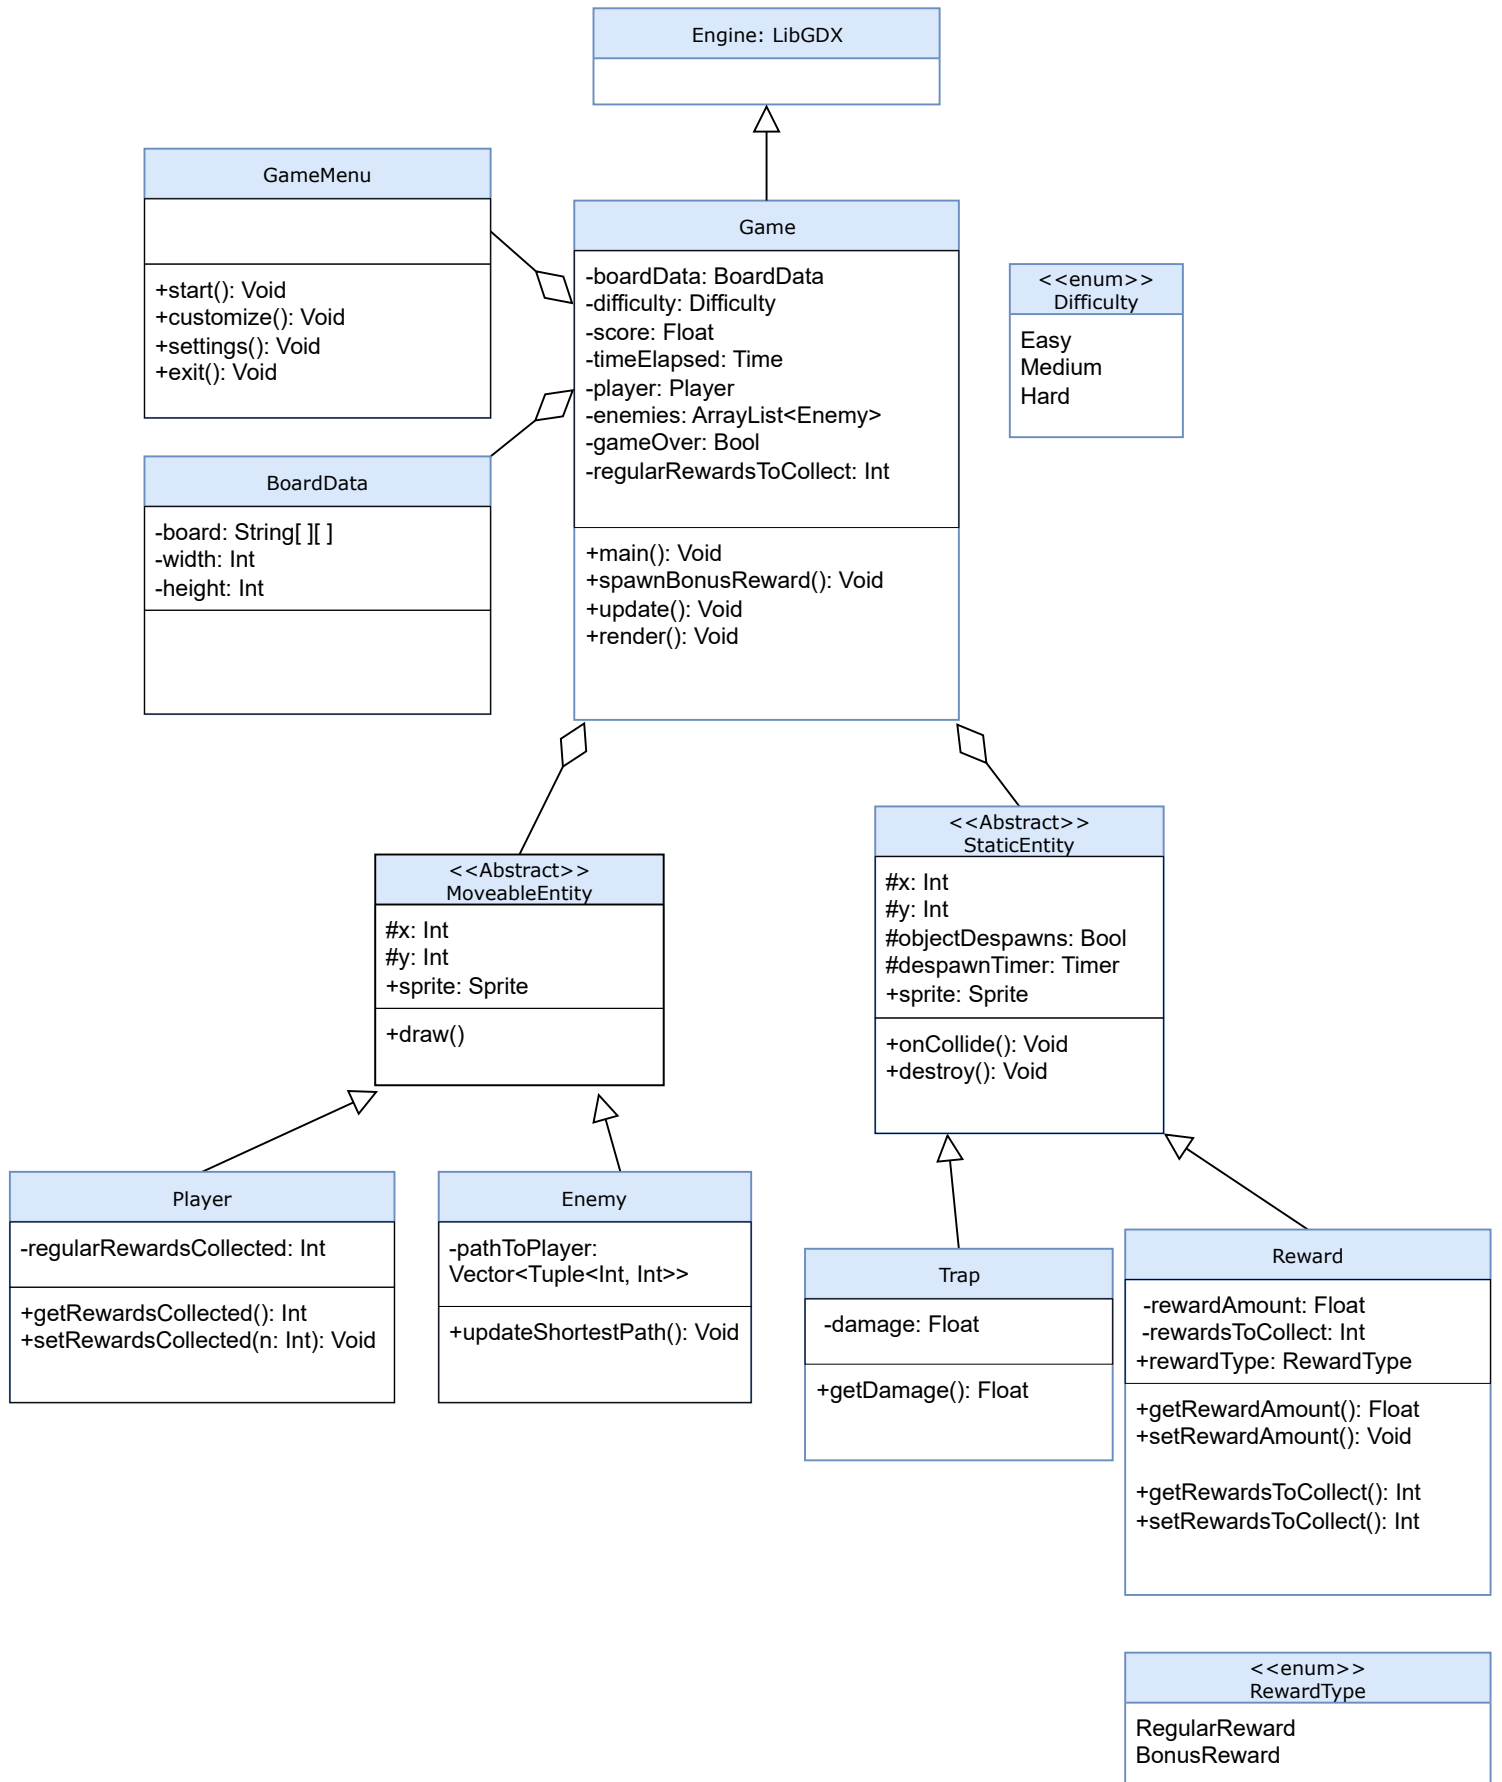 Engine: LibGDX
GameMenu
+start(): Void
+customize(): Void
+settings(): Void
+exit(): Void
Game
-boardData: BoardData
-difficulty: Difficulty
-score: Float
-timeElapsed: Time
-player: Player
-enemies: ArrayList<Enemy>
-gameOver: Bool
-regularRewardsToCollect: Int
+main(): Void
+spawnBonusReward(): Void
+update(): Void
+render(): Void
<<enum>>
Difficulty
Easy
Medium
Hard
BoardData
-board: String[ ][ ]
-width: Int
-height: Int
<<Abstract>>
MoveableEntity
#x: Int
#y: Int
+sprite: Sprite
+draw()
<<Abstract>>
StaticEntity
#x: Int
#y: Int
#objectDespawns: Bool
#despawnTimer: Timer
+sprite: Sprite
+onCollide(): Void
+destroy(): Void
Player
-regularRewardsCollected: Int
+getRewardsCollected(): Int
+setRewardsCollected(n: Int): Void
Enemy
-pathToPlayer:
Vector<Tuple<Int, Int>>
+updateShortestPath(): Void
Trap
-damage: Float
+getDamage(): Float
Reward
-rewardAmount: Float
-rewardsToCollect: Int
+rewardType: RewardType
+getRewardAmount(): Float
+setRewardAmount(): Void
+getRewardsToCollect(): Int
+setRewardsToCollect(): Int
<<enum>>
RewardType
RegularReward
BonusReward